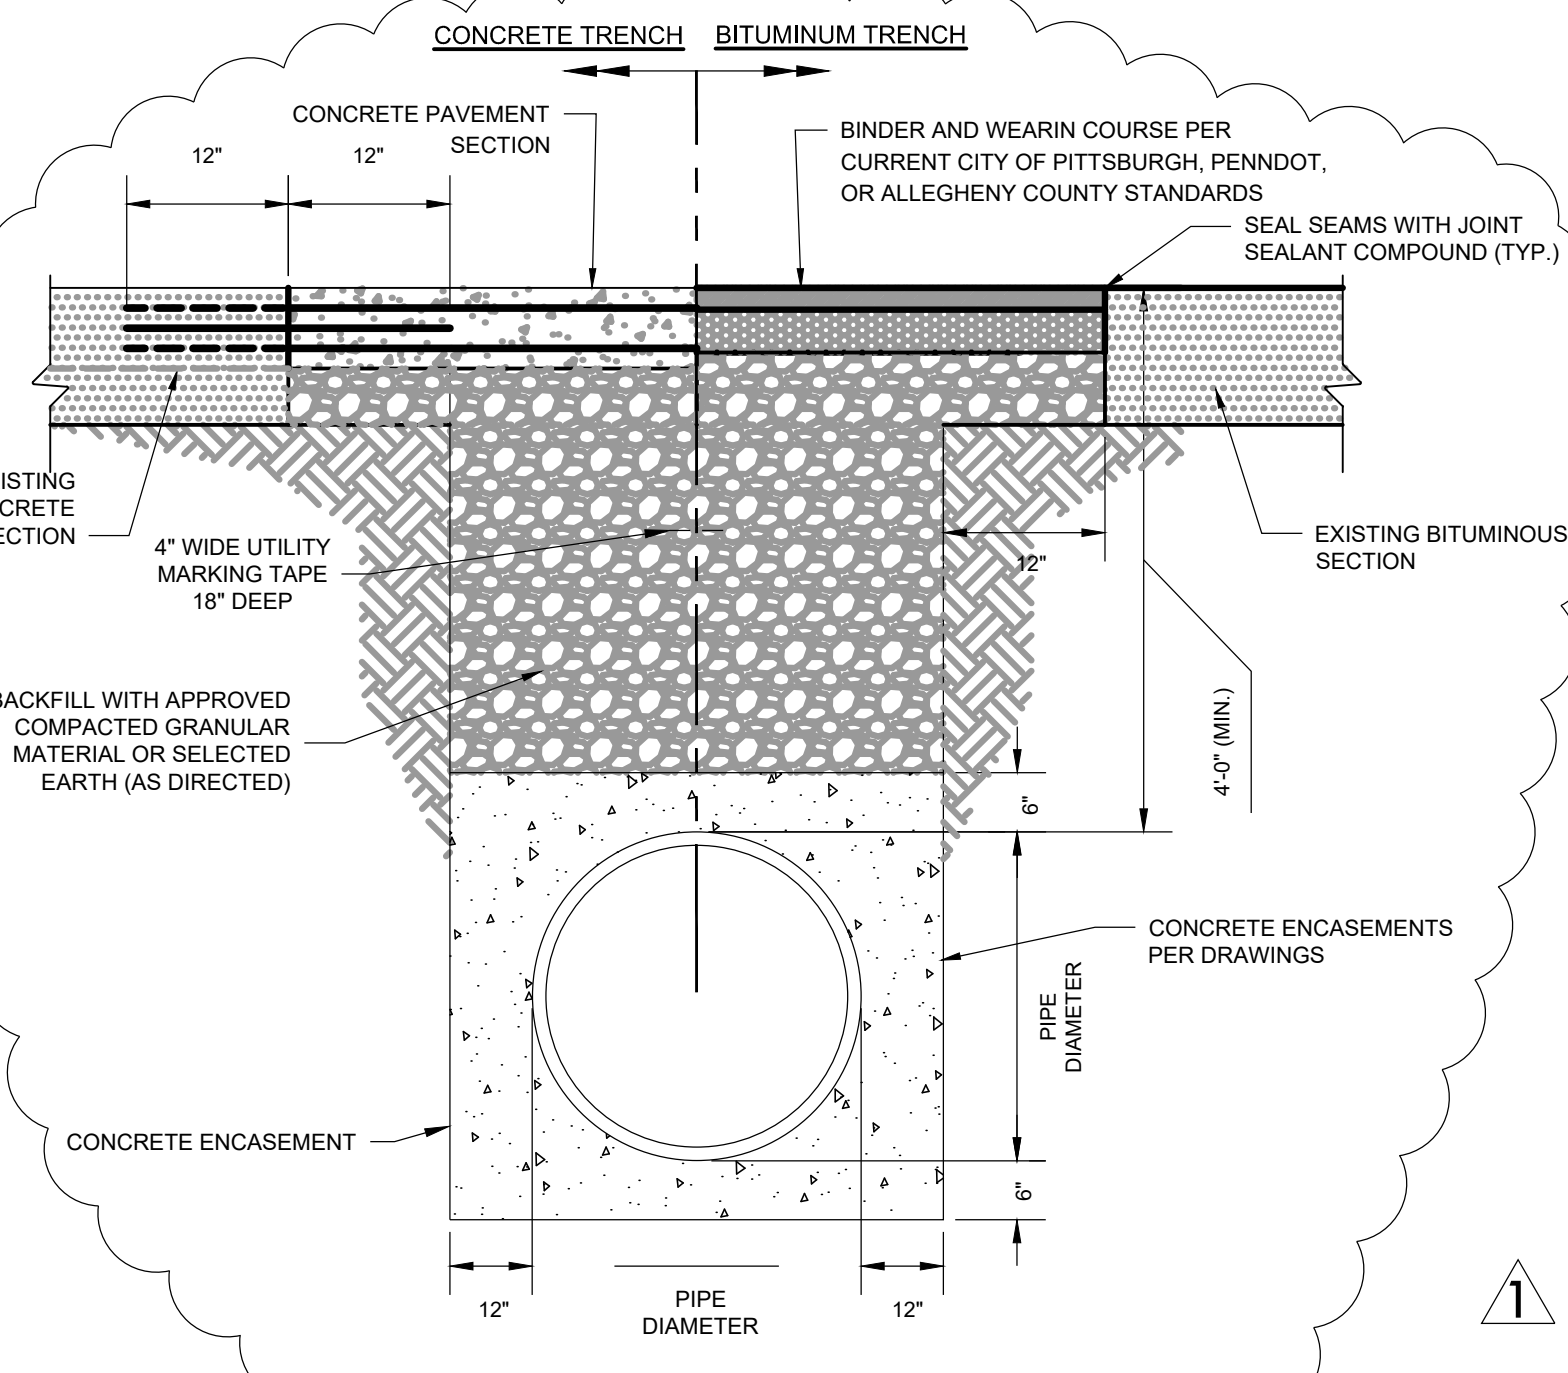 CONCRETE TRENCH
BITUMINUM TRENCH
CONCRETE PAVEMENT
SECTION
12"
12"
BINDER AND WEARIN COURSE PER
CURRENT CITY OF PITTSBURGH, PENNDOT,
OR ALLEGHENY COUNTY STANDARDS
SEAL SEAMS WITH JOINT
SEALANT COMPOUND (TYP.)
ISTING
CRETE
ECTION
4" WIDE UTILITY
MARKING TAPE
18" DEEP
12"
EXISTING BITUMINOUS
SECTION
BACKFILL WITH APPROVED
COMPACTED GRANULAR
MATERIAL OR SELECTED
EARTH (AS DIRECTED)
4'-0" (MIN.)
6"
CONCRETE ENCASEMENTS
PER DRAWINGS
PIPE
DIAMETER
CONCRETE ENCASEMENT
6"
12"
PIPE
DIAMETER
12"
1